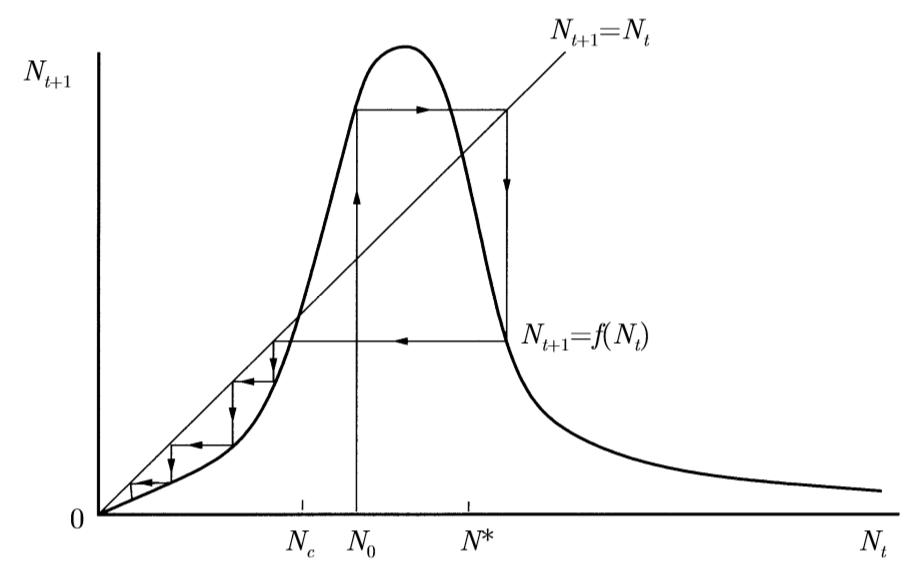 N_{t+1}=N_t
N_{t+1}
N_{t+1}=f(N_t)
0
N_c N_0 N* N_t